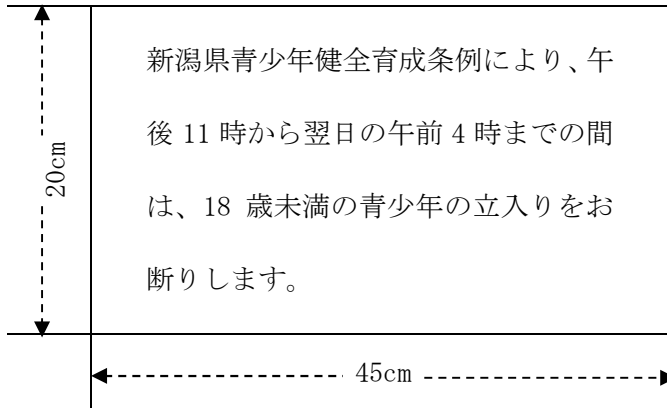 新潟県青少年健全育成条例により、午
後 11 時から翌日の午前 4 時までの間
は、18 歳未満の青少年の立入りをお
断りします。
20cm
45cm